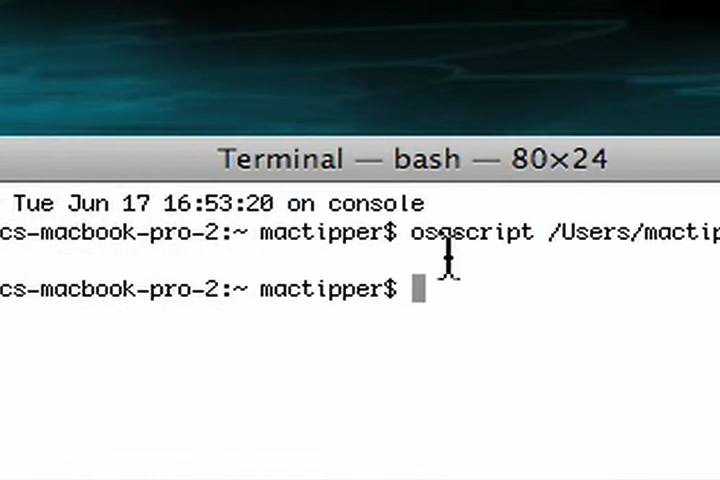 Terminal — bash — 80×24
Tue Jun 17 16:53:20 on console
cs-macbook-pro-2:~ mactipper$ osascript /Users/mactip
cs-macbook-pro-2:~ mactipper$